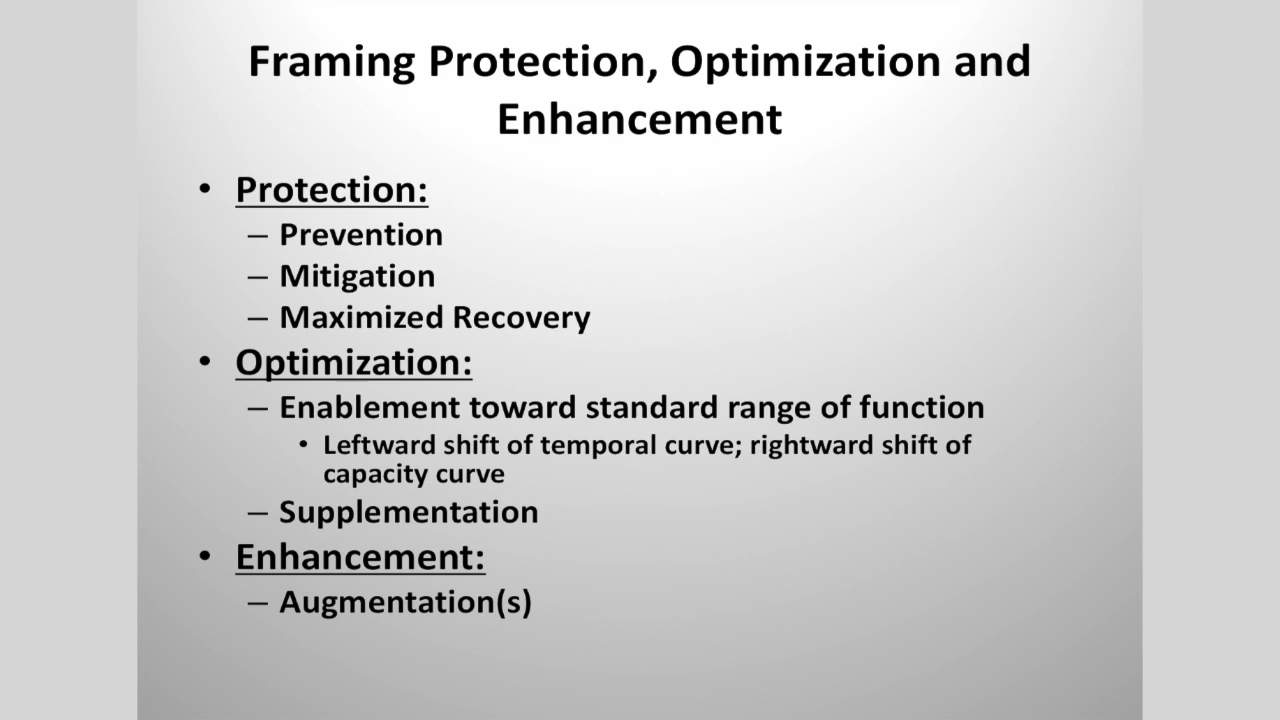 Framing Protection, Optimization and
Enhancement
• Protection:
– Prevention
– Mitigation
– Maximized Recovery
• Optimization:
– Enablement toward standard range of function
• Leftward shift of temporal curve; rightward shift of
capacity curve
– Supplementation
• Enhancement:
– Augmentation(s)